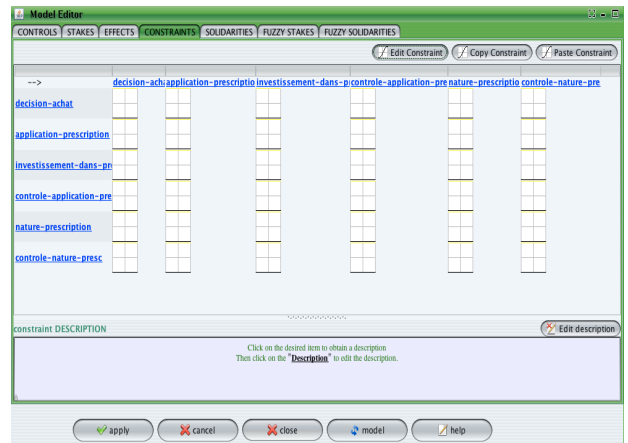 Model Editor
CONTROLS STAKES EFFECTS CONSTRAINTS SOLIDARITIES FUZZY STAKES FUZZY SOLIDARITIES
Edit Constraint Copy Constraint Paste Constraint
--> decision-acha application-prescriptio investissement-dans-p controle-application-pre nature-prescriptio controle-nature-pre
decision-achat
application-prescription
investissement-dans-pr
controle-application-pre
nature-prescription
controle-nature-presc
constraint DESCRIPTION Edit description
Click on the desired item to obtain a description
Then click on the "Description" to edit the description.
apply cancel close model help